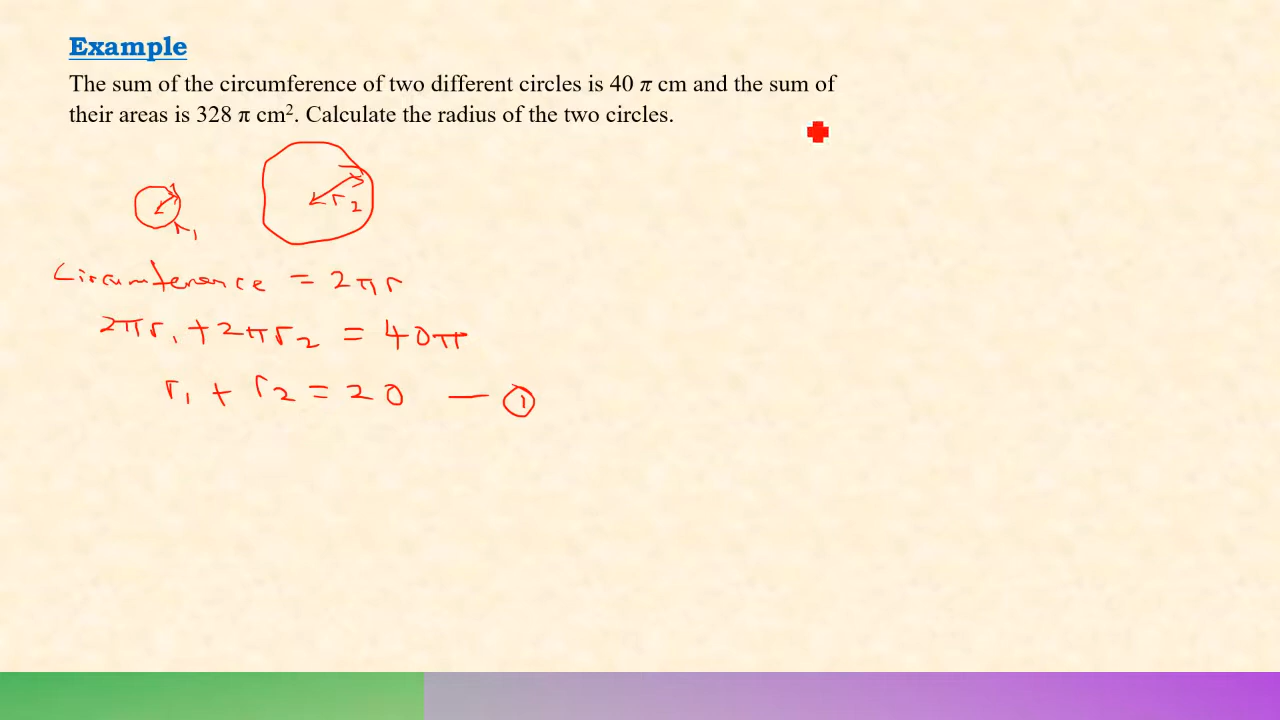 Example
The sum of the circumference of two different circles is 40 π cm and the sum of
their areas is 328 π cm². Calculate the radius of the two circles.
r₂
r₁
Circumference = 2πr
2πr₁ + 2πr₂ = 40π
r₁ + r₂ = 20 — ①